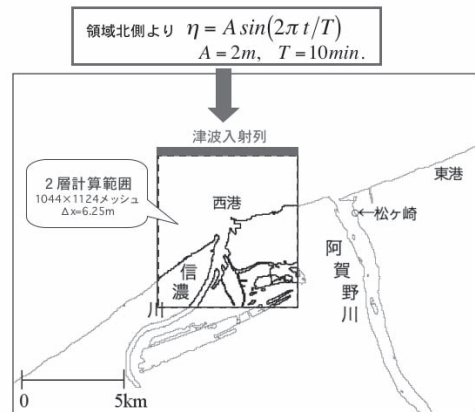 領域北側より η = A sin(2π t/T)
A = 2m, T = 10min.
津波入射列
2層計算範囲
1044×1124メッシュ
Δx=6.25m
西港
東港
←松ヶ崎
信濃川
阿賀野川
0 5km